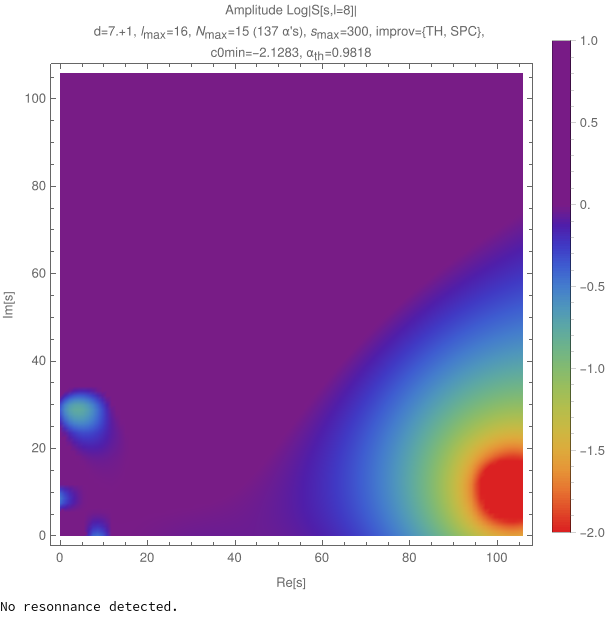 Amplitude Log|S[s,l=8]|
d=7.+1, lmax=16, Nmax=15 (137 α's), smax=300, improv={TH, SPC},
c0min=−2.1283, αth=0.9818
1.0
0.5
0.
−0.5
−1.0
−1.5
−2.0
100
80
60
40
20
0
Im[s]
0 20 40 60 80 100
Re[s]
No resonnance detected.